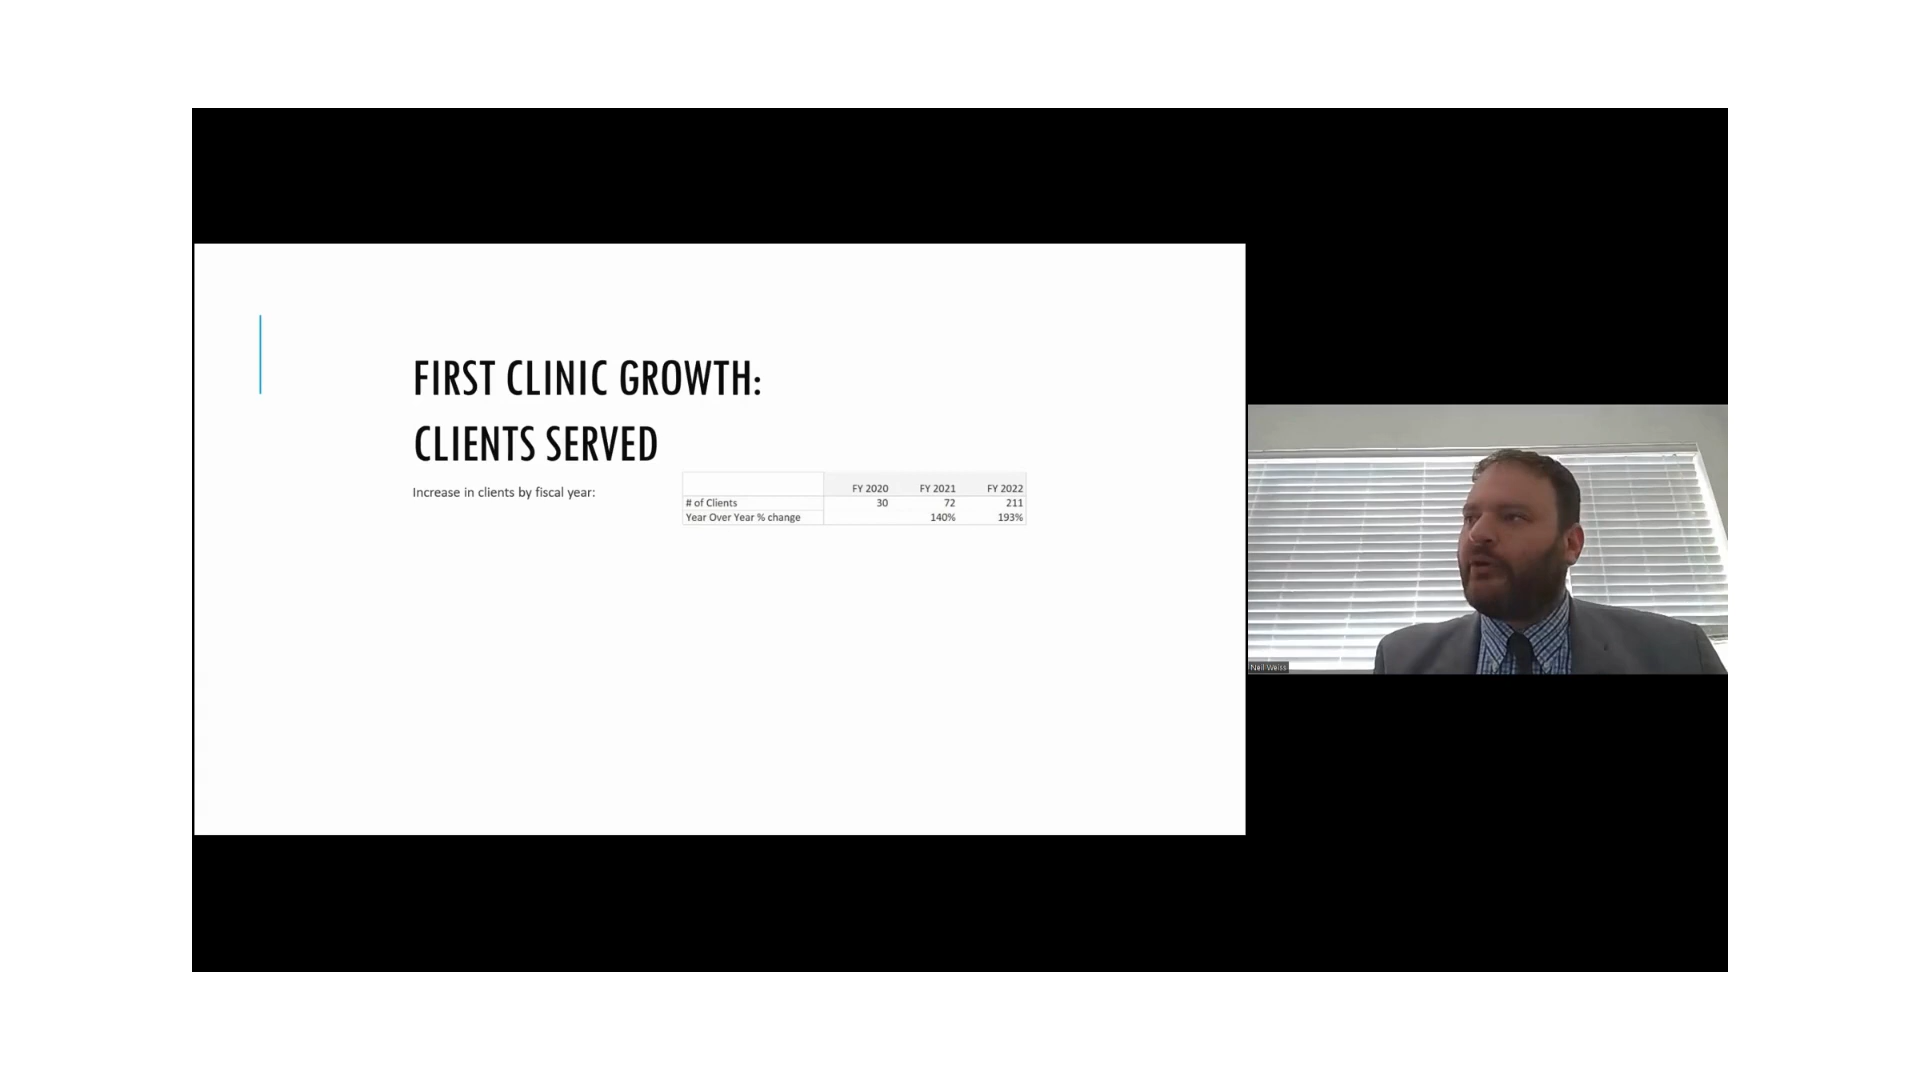 FIRST CLINIC GROWTH:
CLIENTS SERVED
Increase in clients by fiscal year:
FY 2020 FY 2021 FY 2022
# of Clients 30 72 211
Year Over Year % change 140% 193%
Neil Weiss